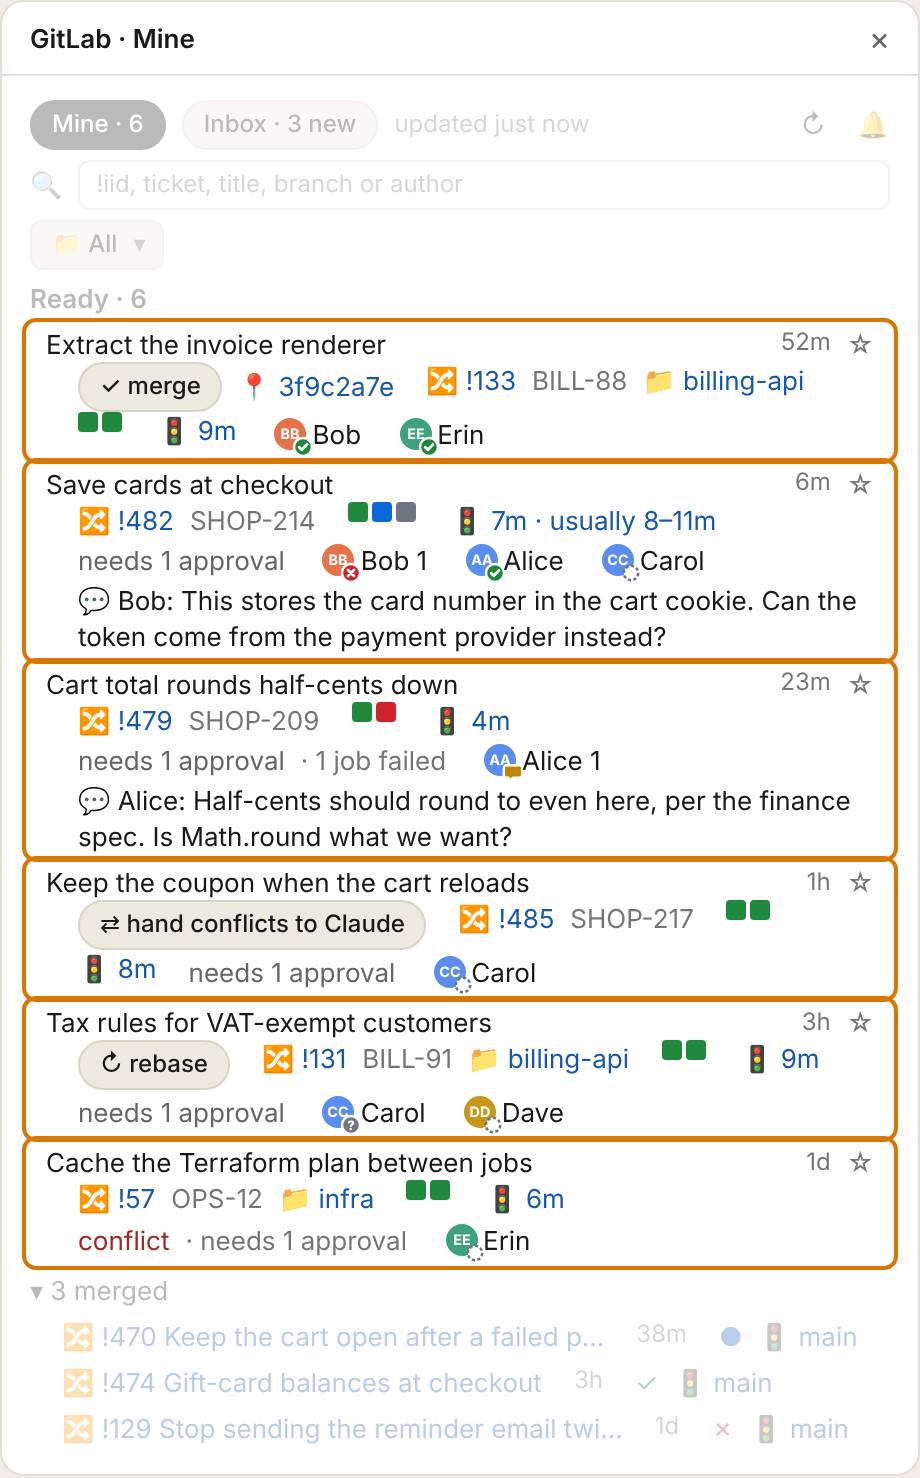 GitLab · Mine ×
Mine · 6 Inbox · 3 new updated just now
!iid, ticket, title, branch or author
All
Ready · 6
Extract the invoice renderer 52m
✓ merge 3f9c2a7e !133 BILL-88 billing-api
9m BB Bob EE Erin
Save cards at checkout 6m
!482 SHOP-214 7m · usually 8–11m
needs 1 approval BB Bob 1 AA Alice CC Carol
Bob: This stores the card number in the cart cookie. Can the
token come from the payment provider instead?
Cart total rounds half-cents down 23m
!479 SHOP-209 4m
needs 1 approval · 1 job failed AA Alice 1
Alice: Half-cents should round to even here, per the finance
spec. Is Math.round what we want?
Keep the coupon when the cart reloads 1h
⇄ hand conflicts to Claude !485 SHOP-217
8m needs 1 approval CC Carol
Tax rules for VAT-exempt customers 3h
↻ rebase !131 BILL-91 billing-api 9m
needs 1 approval CC Carol DD Dave
Cache the Terraform plan between jobs 1d
!57 OPS-12 infra 6m
conflict · needs 1 approval EE Erin
▾ 3 merged
!470 Keep the cart open after a failed p… 38m main
!474 Gift-card balances at checkout 3h ✓ main
!129 Stop sending the reminder email twi… 1d × main